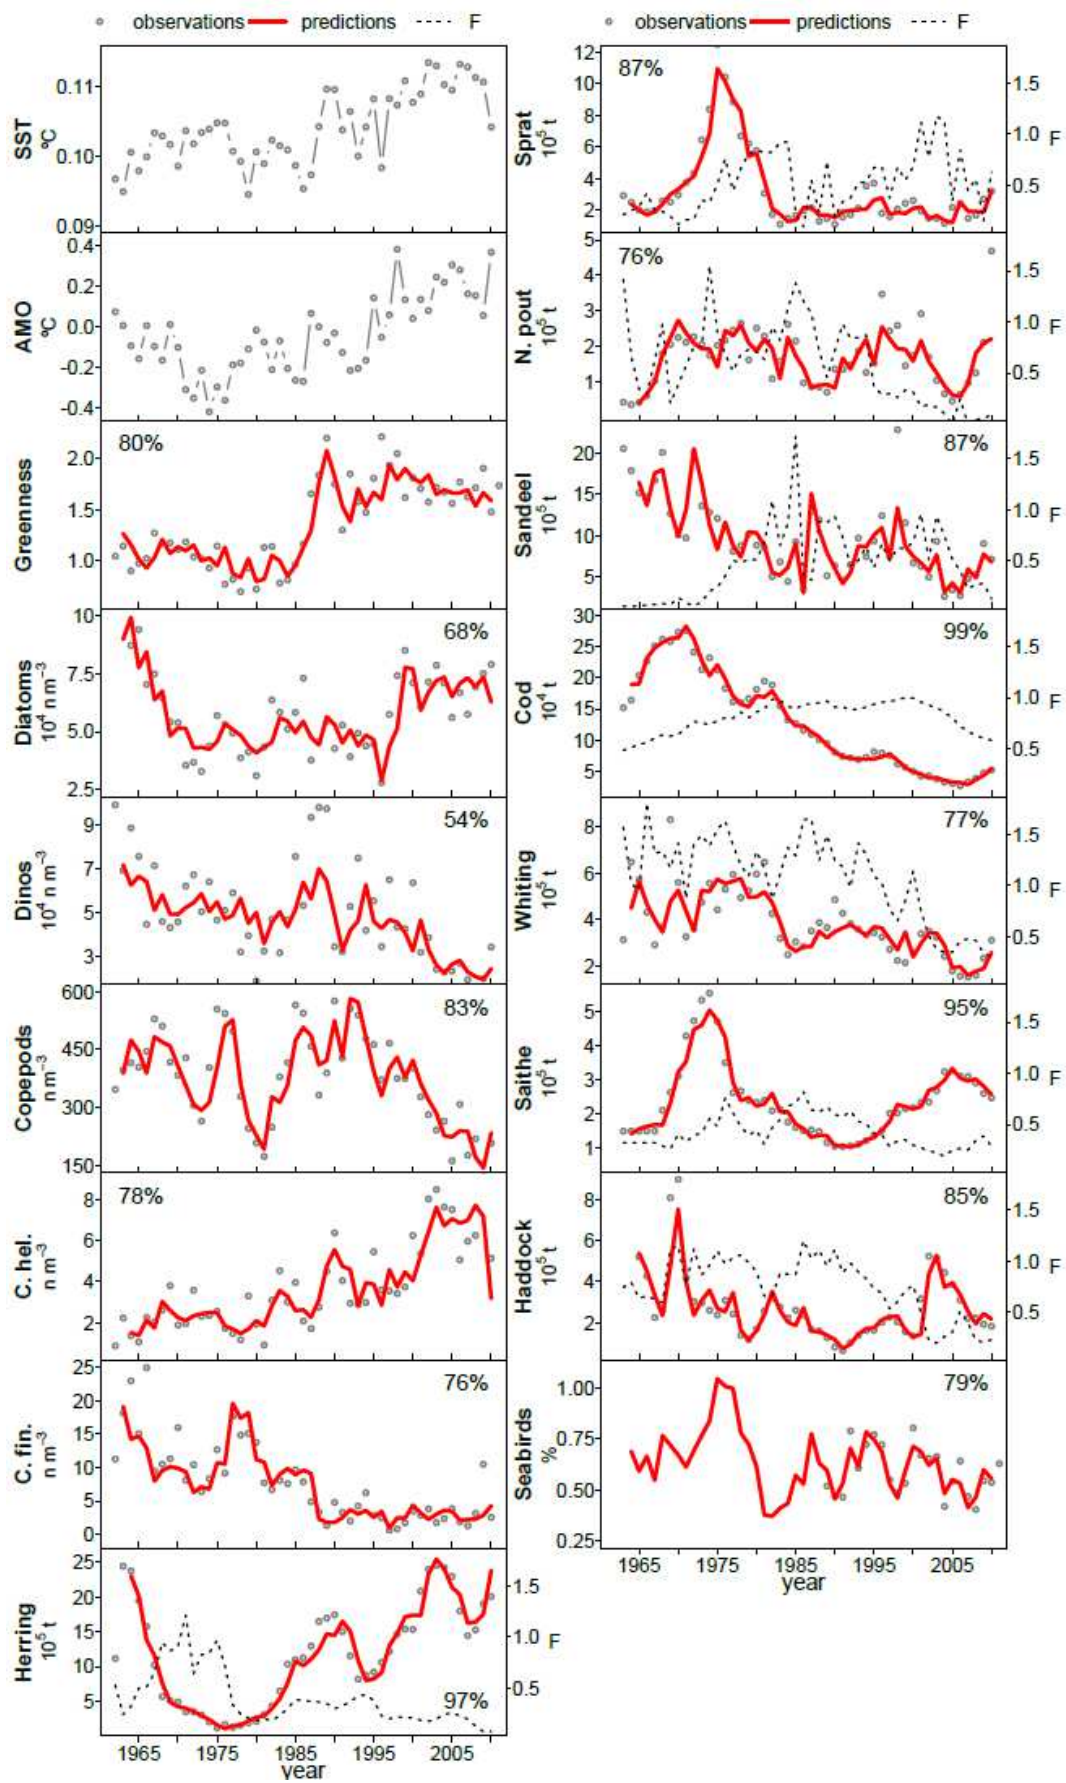 observations predictions F
0.11
0.10
0.09
SST
ºC
0.4
0.2
0.0
-0.2
-0.4
AMO
ºC
80%
2.0
1.5
1.0
Greenness
68%
10
7.5
5.0
2.5
Diatoms
10⁴ n m⁻³
54%
9
7
5
3
Dinos
10⁴ n m⁻³
83%
600
450
300
150
Copepods
n m⁻³
78%
8
6
4
2
C. hel.
n m⁻³
76%
25
20
15
10
5
0
C. fin.
n m⁻³
97%
25
20
15
10
5
Herring
10⁵ t
1.5
1.0
0.5
F
1965 1975 1985 1995 2005
year
observations predictions F
87%
12
10
8
6
4
2
Sprat
10⁵ t
1.5
1.0
0.5
F
76%
5
4
3
2
1
N. pout
10⁵ t
1.5
1.0
0.5
F
87%
20
15
10
5
Sandeel
10⁵ t
1.5
1.0
0.5
F
99%
30
25
20
15
10
5
Cod
10⁴ t
1.5
1.0
0.5
F
77%
8
6
4
2
Whiting
10⁵ t
1.5
1.0
0.5
F
95%
5
4
3
2
1
Saithe
10⁵ t
1.5
1.0
0.5
F
85%
8
6
4
2
Haddock
10⁵ t
1.5
1.0
0.5
F
79%
1.00
0.75
0.50
0.25
Seabirds
%
1965 1975 1985 1995 2005
year